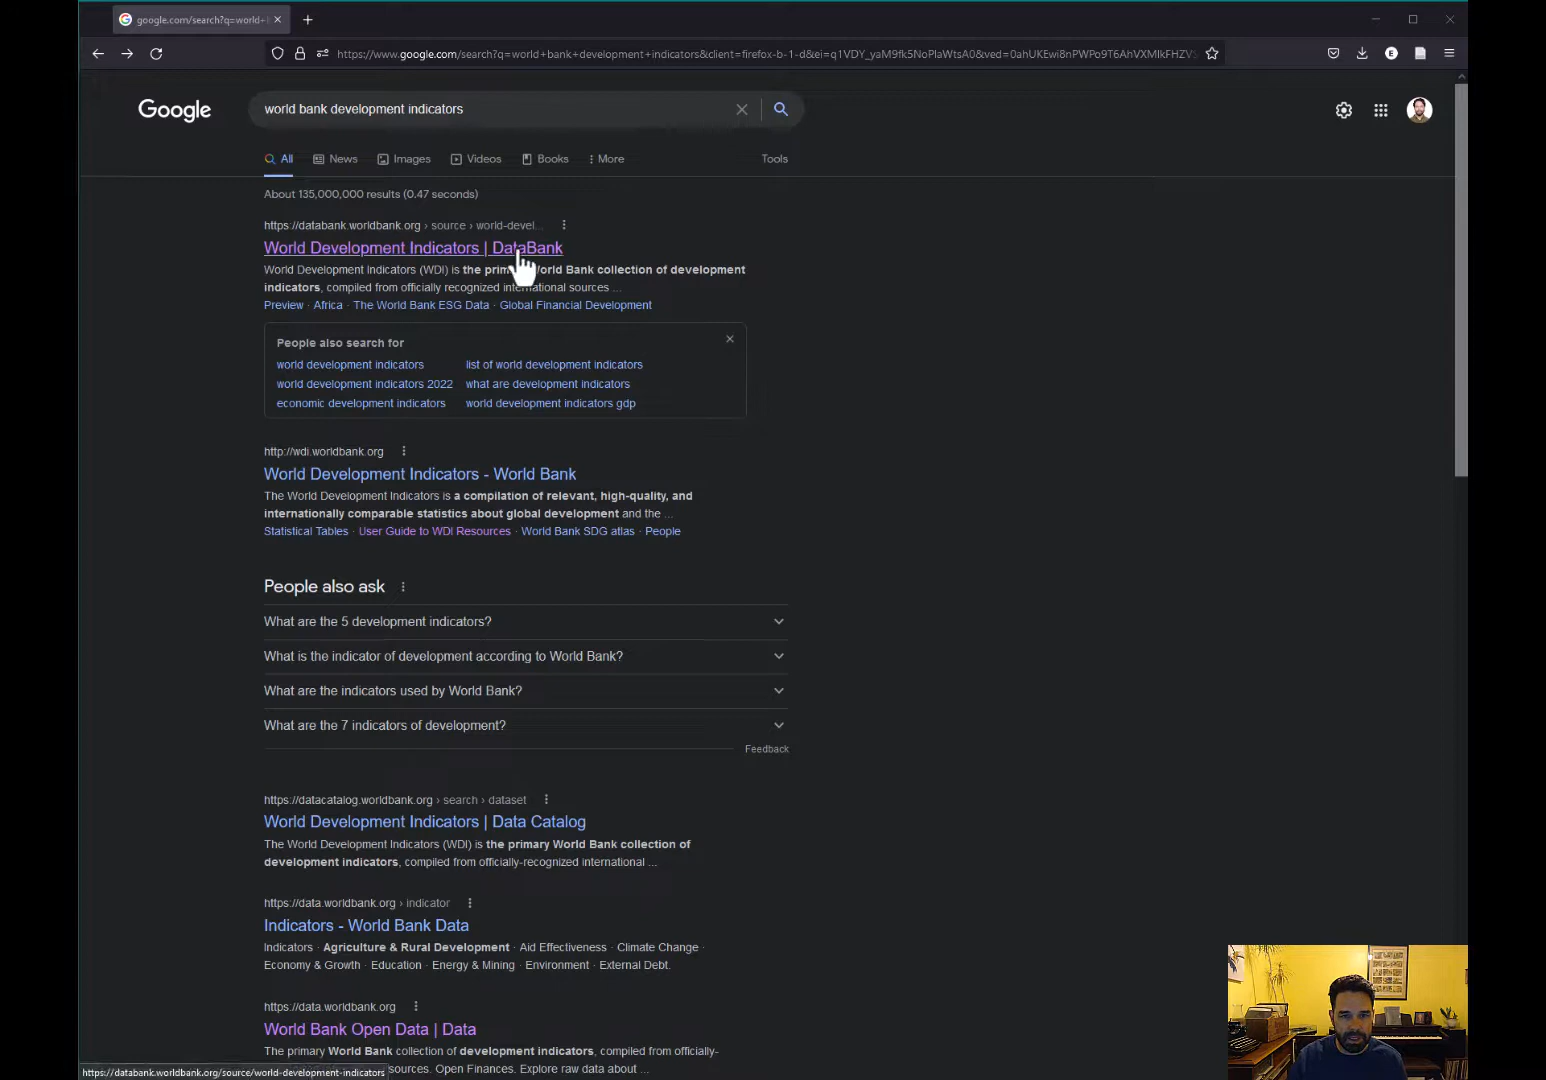 google.com/search?q=world+
https://www.google.com/search?q=world+bank+development+indicators&client=firefox-b-1-d&ei=q1VDY_yaM9fk5NoPlaWtsA0&ved=0ahUKEwi8nPWPo9T6AhVXMlkFHZV
Google
world bank development indicators
All News Images Videos Books More Tools
About 135,000,000 results (0.47 seconds)
https://databank.worldbank.org › source › world-devel...
World Development Indicators | DataBank
World Development Indicators (WDI) is the World Bank collection of development
indicators, compiled from officially recognized international sources ...
Preview · Africa · The World Bank ESG Data · Global Financial Development
People also search for
world development indicators list of world development indicators
world development indicators 2022 what are development indicators
economic development indicators world development indicators gdp
http://wdi.worldbank.org
World Development Indicators - World Bank
The World Development Indicators is a compilation of relevant, high-quality, and
internationally comparable statistics about global development and the ...
Statistical Tables · User Guide to WDI Resources · World Bank SDG atlas · People
People also ask
What are the 5 development indicators?
What is the indicator of development according to World Bank?
What are the indicators used by World Bank?
What are the 7 indicators of development?
Feedback
https://datacatalog.worldbank.org › search › dataset
World Development Indicators | Data Catalog
The World Development Indicators (WDI) is the primary World Bank collection of
development indicators, compiled from officially-recognized international ...
https://data.worldbank.org › indicator
Indicators - World Bank Data
Indicators · Agriculture & Rural Development · Aid Effectiveness · Climate Change ·
Economy & Growth · Education · Energy & Mining · Environment · External Debt.
https://data.worldbank.org
World Bank Open Data | Data
The primary World Bank collection of development indicators, compiled from officially-
sources. Open Finances. Explore raw data about ...
https://databank.worldbank.org/source/world-development-indicators